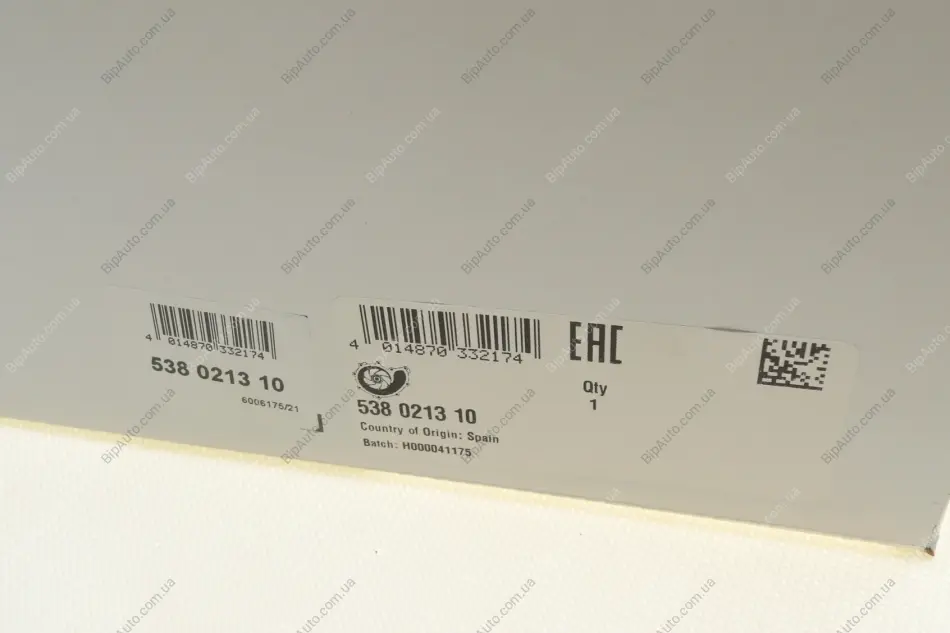 4 014870 332174
538 0213 10
6006175/21
4 014870 332174
538 0213 10
Country of Origin: Spain
Batch: H000041175
EAC
Qty
1
BipAuto.com.ua